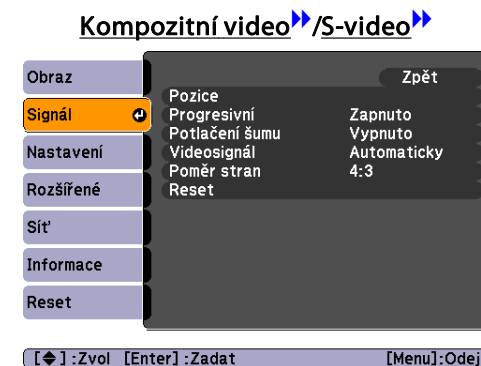 Kompozitní video/S-video
Obraz
Signál
Nastavení
Rozšířené
Síť
Informace
Reset
Zpět
Pozice
Progresivní Zapnuto
Potlačení šumu Vypnuto
Videosignál Automaticky
Poměr stran 4:3
Reset
[◆] :Zvol [Enter] :Zadat [Menu]:Odej